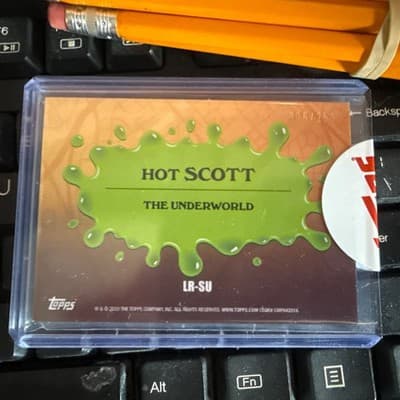 Backsp
HOT SCOTT
THE UNDERWORLD
LR-SU
Topps
Alt
Fn